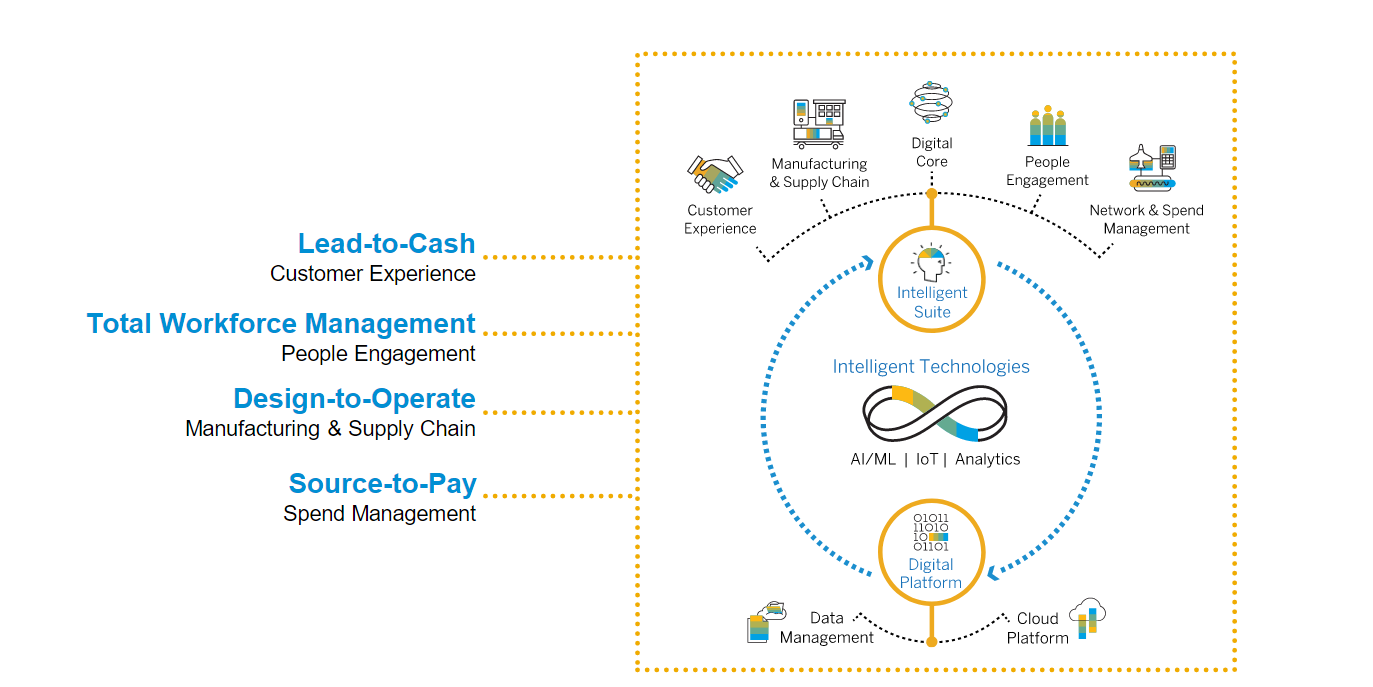 Lead-to-Cash
Customer Experience
Total Workforce Management
People Engagement
Design-to-Operate
Manufacturing & Supply Chain
Source-to-Pay
Spend Management
Customer
Experience
Manufacturing
& Supply Chain
Digital
Core
People
Engagement
Network & Spend
Management
Intelligent
Suite
Intelligent Technologies
AI/ML | IoT | Analytics
01011
11010
10
01101
Digital
Platform
Data
Management
Cloud
Platform